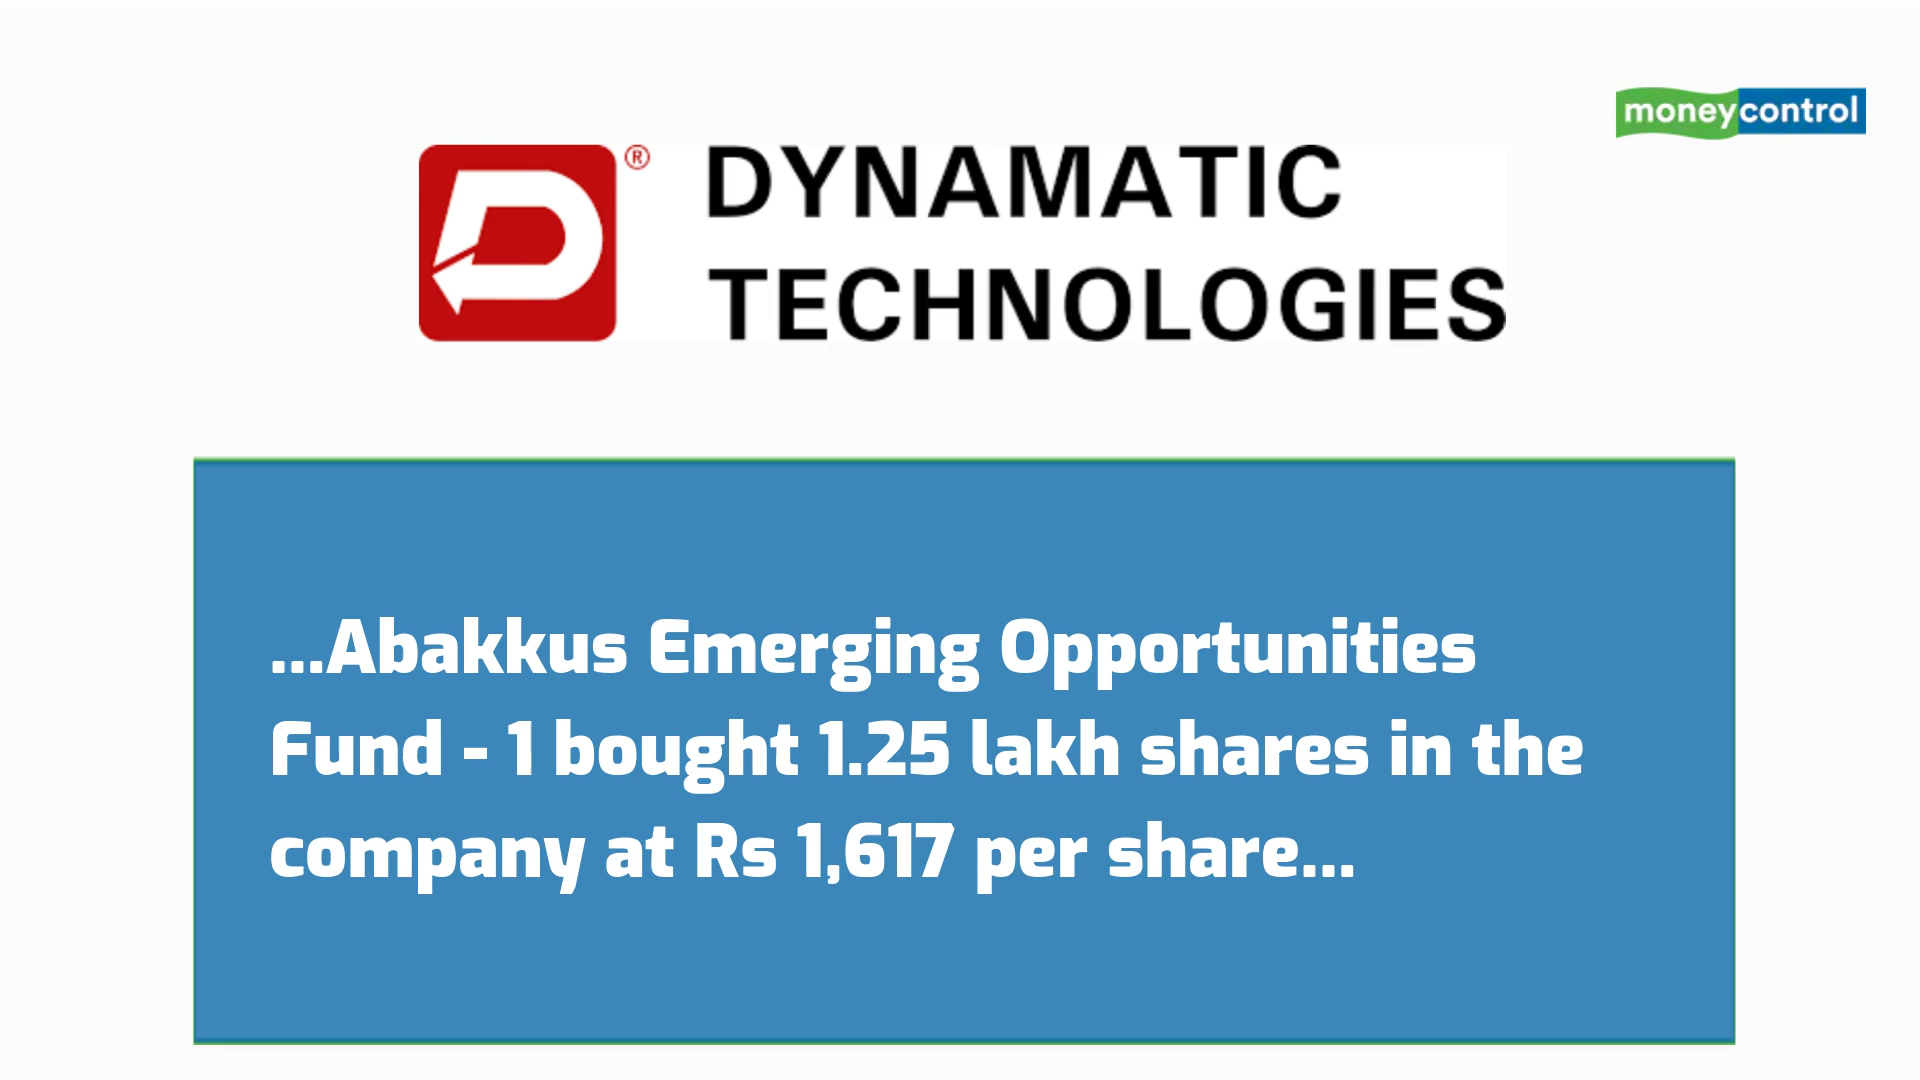 moneycontrol
® DYNAMATIC
TECHNOLOGIES
...Abakkus Emerging Opportunities
Fund - 1 bought 1.25 lakh shares in the
company at Rs 1,617 per share...